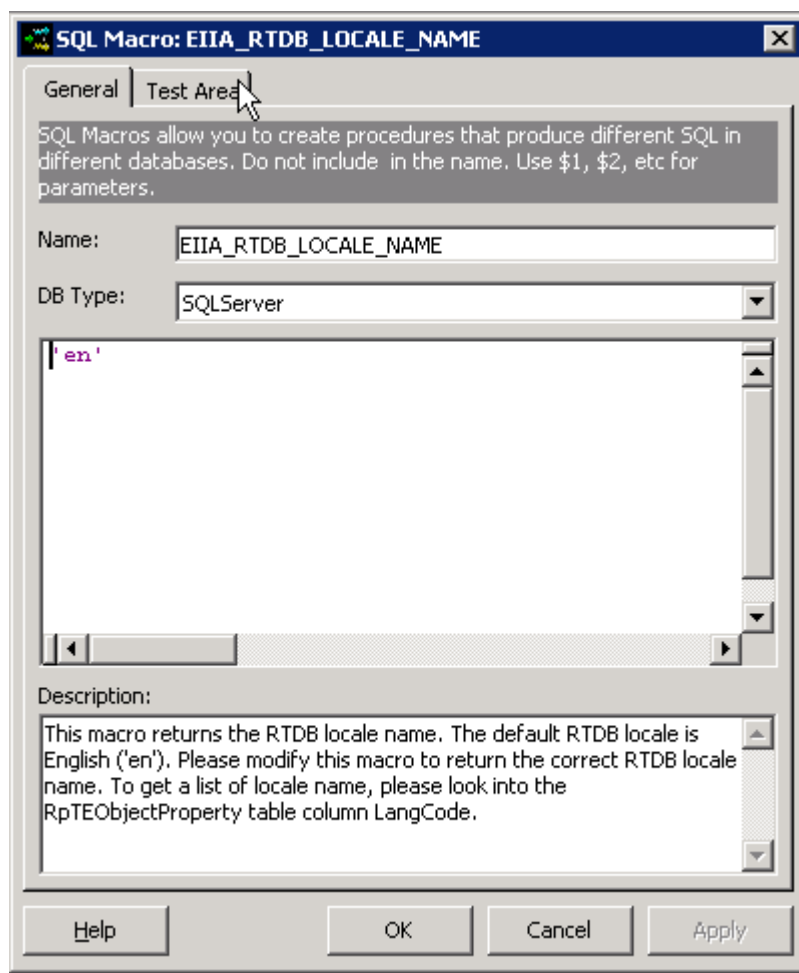 SQL Macro: EIIA_RTDB_LOCALE_NAME
General
Test Area
SQL Macros allow you to create procedures that produce different SQL in
different databases. Do not include  in the name. Use $1, $2, etc for
parameters.
Name:
EIIA_RTDB_LOCALE_NAME
DB Type:
SQLServer
'en'
Description:
This macro returns the RTDB locale name. The default RTDB locale is
English ('en'). Please modify this macro to return the correct RTDB locale
name. To get a list of locale name, please look into the
RpTEObjectProperty table column LangCode.
Help
OK
Cancel
Apply